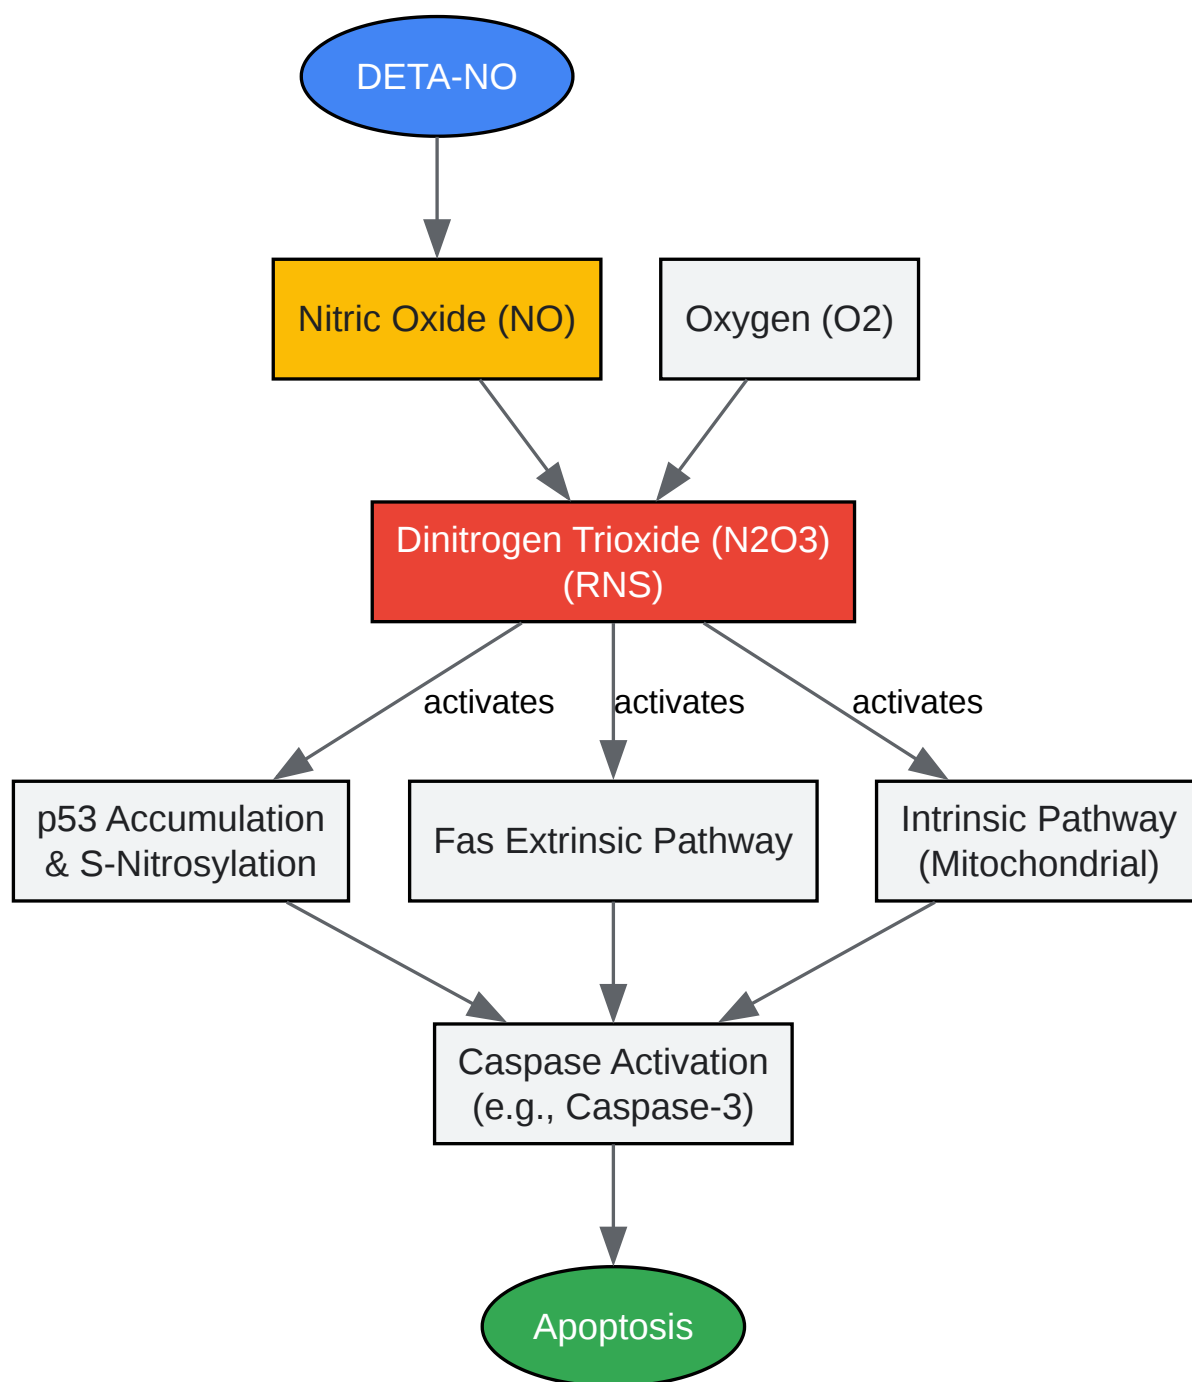 DETA-NO
Nitric Oxide (NO)
Oxygen (O2)
Dinitrogen Trioxide (N2O3)
(RNS)
activates
activates
activates
p53 Accumulation
& S-Nitrosylation
Fas Extrinsic Pathway
Intrinsic Pathway
(Mitochondrial)
Caspase Activation
(e.g., Caspase-3)
Apoptosis